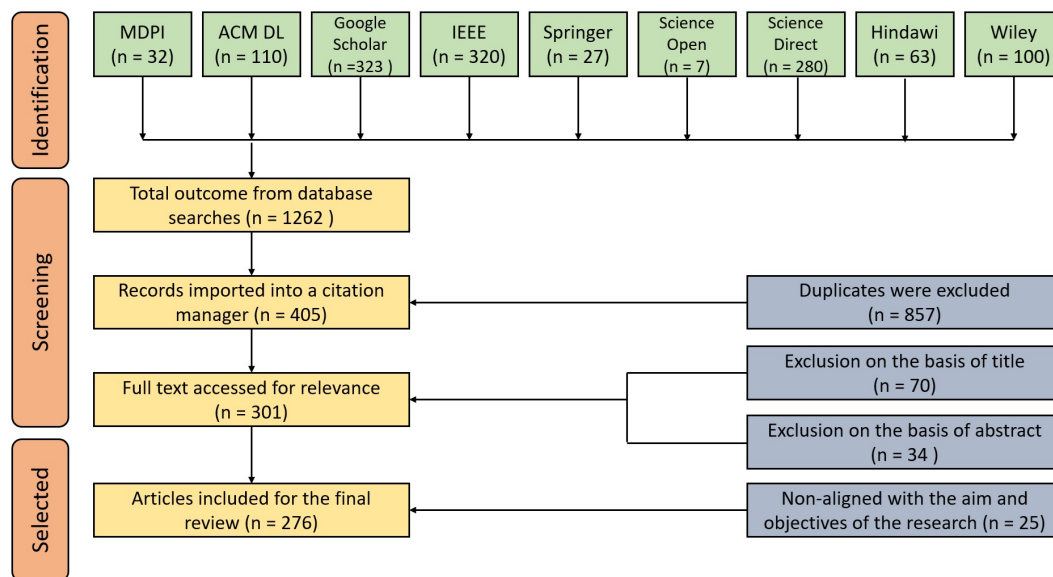 Identification
MDPI
(n = 32)
ACM DL
(n = 110)
Google
Scholar
(n =323 )
IEEE
(n = 320)
Springer
(n = 27)
Science
Open
(n = 7)
Science
Direct
(n = 280)
Hindawi
(n = 63)
Wiley
(n = 100)
Screening
Total outcome from database
searches (n = 1262 )
Records imported into a citation
manager (n = 405)
Duplicates were excluded
(n = 857)
Full text accessed for relevance
(n = 301)
Exclusion on the basis of title
(n = 70)
Exclusion on the basis of abstract
(n = 34 )
Selected
Articles included for the final
review (n = 276)
Non-aligned with the aim and
objectives of the research (n = 25)